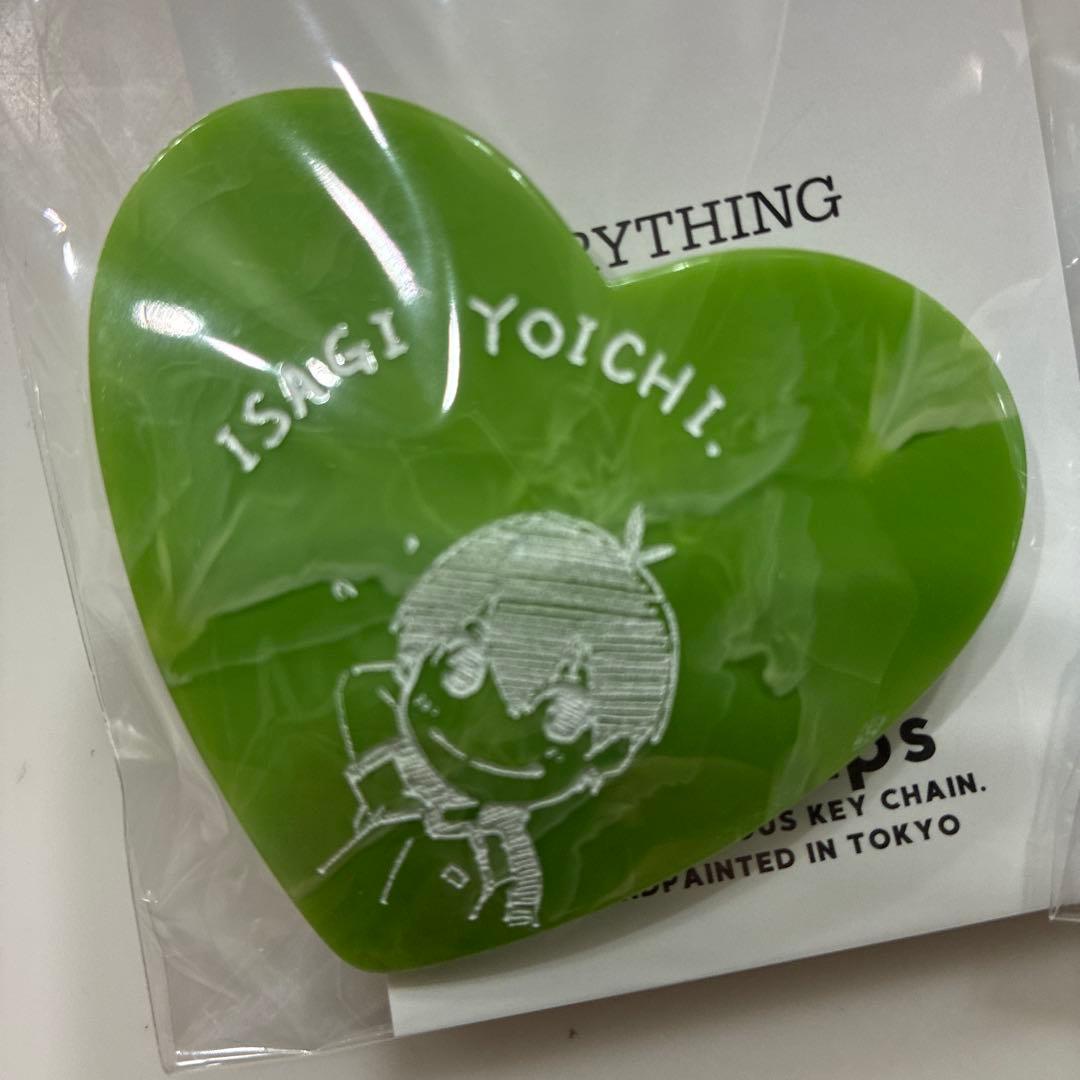 RYTHING
ISAGI YOICHI.
ps
US KEY CHAIN.
DPAINTED IN TOKYO